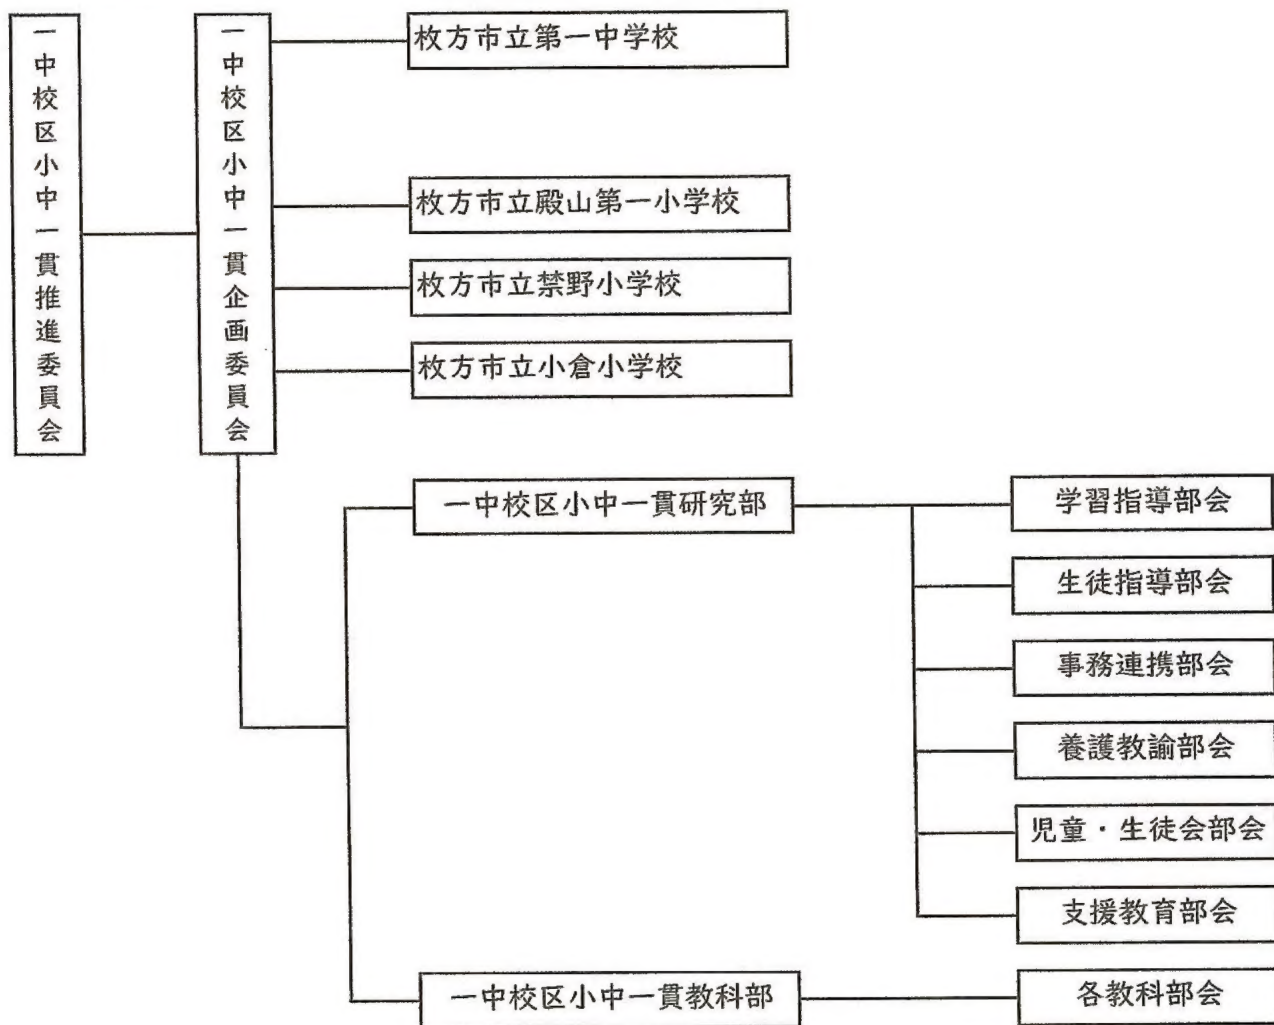 一中校区小中一貫推進委員会
一中校区小中一貫企画委員会
枚方市立第一中学校
枚方市立殿山第一小学校
枚方市立禁野小学校
枚方市立小倉小学校
一中校区小中一貫研究部
学習指導部会
生徒指導部会
事務連携部会
養護教諭部会
児童・生徒会部会
支援教育部会
一中校区小中一貫教科部
各教科部会